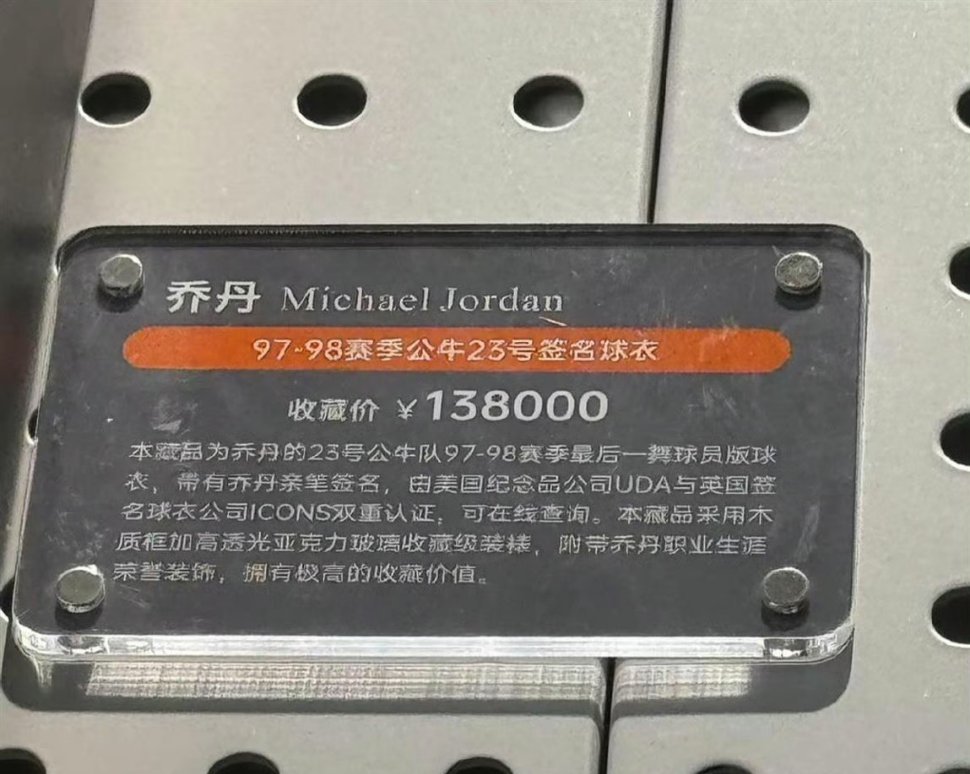 乔丹 Michael Jordan
97-98赛季公牛23号签名球衣
收藏价 ¥138000
本藏品为乔丹的23号公牛队97-98赛季最后一舞球员版球
衣，带有乔丹亲笔签名，由美国纪念品公司UDA与英国签
名球衣公司ICONS双重认证，可在线查询。本藏品采用木
质框加高透光亚克力玻璃收藏级装裱，附带乔丹职业生涯
荣誉装饰，拥有极高的收藏价值。